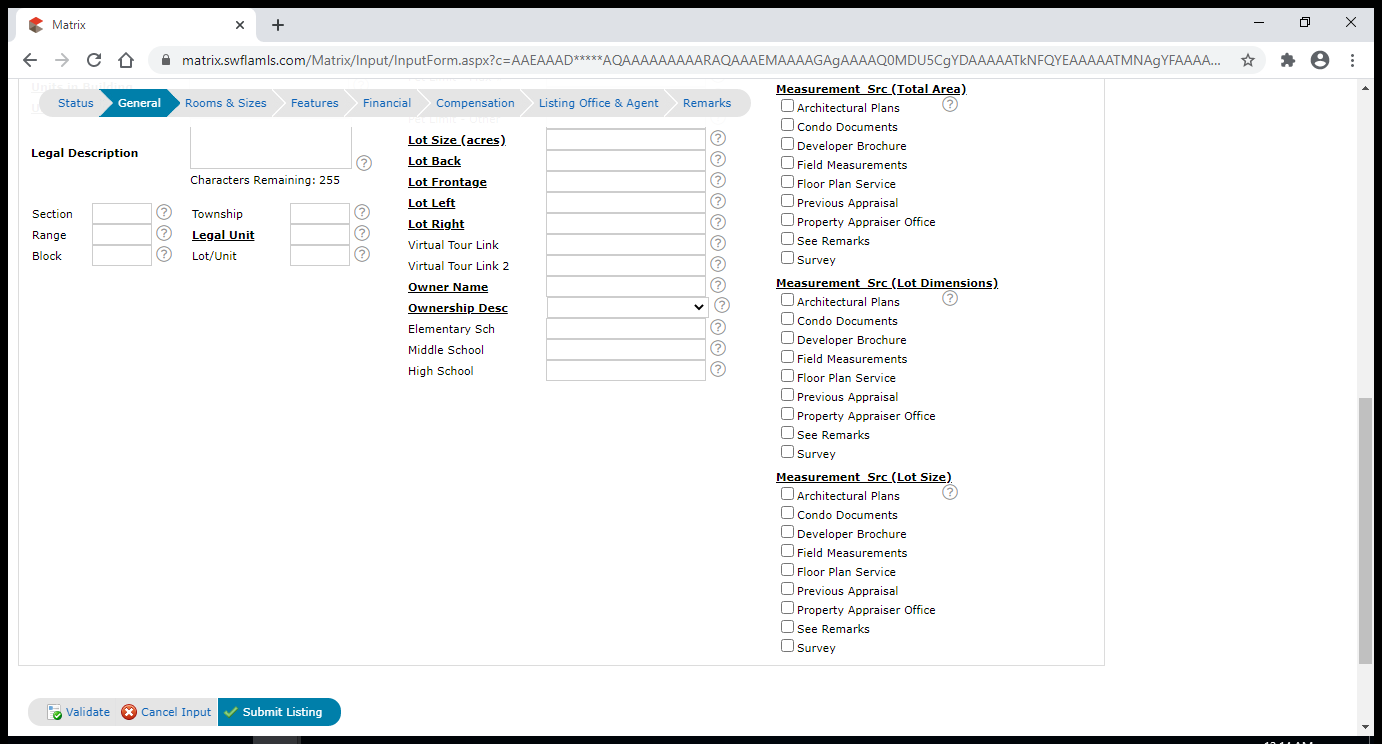 Matrix
matrix.swflamls.com/Matrix/Input/InputForm.aspx?c=AAEAAAD*****AQAAAAAAAAARAQAAAEMAAAAGAgAAAAQ0MDU5CgYDAAAAATkNFQYEAAAAATMNAgYFAAAA...
Status
General
Rooms & Sizes
Features
Financial
Compensation
Listing Office & Agent
Remarks
Legal Description
Characters Remaining: 255
Section
Township
Range
Legal Unit
Block
Lot/Unit
Lot Size (acres)
Lot Back
Lot Frontage
Lot Left
Lot Right
Virtual Tour Link
Virtual Tour Link 2
Owner Name
Ownership Desc
Elementary Sch
Middle School
High School
Measurement Src (Total Area)
Architectural Plans
Condo Documents
Developer Brochure
Field Measurements
Floor Plan Service
Previous Appraisal
Property Appraiser Office
See Remarks
Survey
Measurement Src (Lot Dimensions)
Architectural Plans
Condo Documents
Developer Brochure
Field Measurements
Floor Plan Service
Previous Appraisal
Property Appraiser Office
See Remarks
Survey
Measurement Src (Lot Size)
Architectural Plans
Condo Documents
Developer Brochure
Field Measurements
Floor Plan Service
Previous Appraisal
Property Appraiser Office
See Remarks
Survey
Validate
Cancel Input
Submit Listing